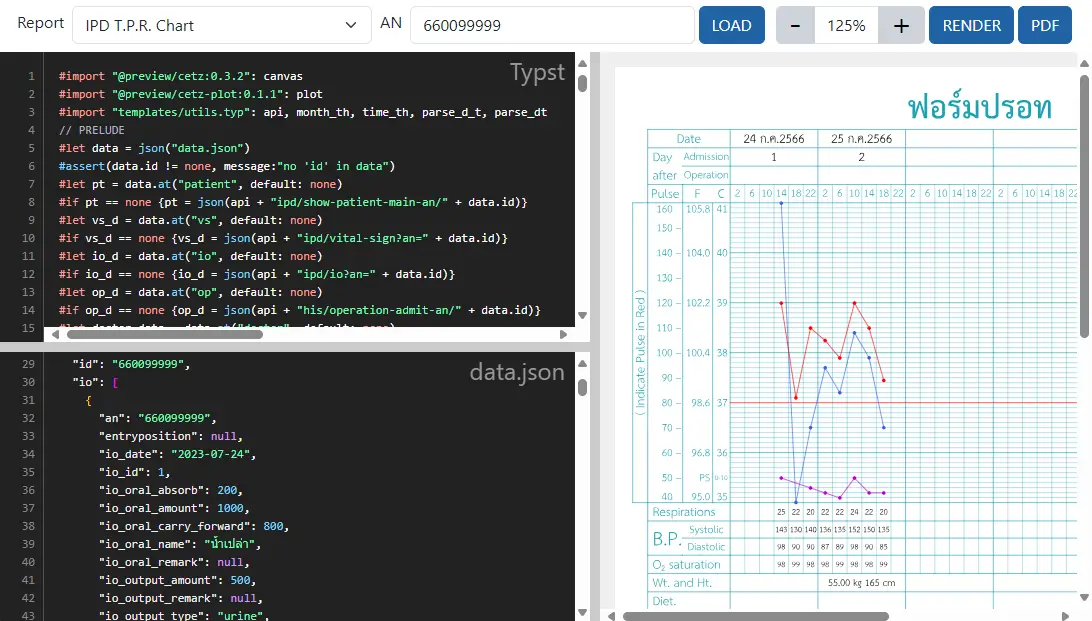 Report IPD T.P.R. Chart AN 660099999 LOAD - 125% + RENDER PDF
Typst
1 #import "@preview/cetz:0.3.2": canvas
2 #import "@preview/cetz-plot:0.1.1": plot
3 #import "templates/utils.typ": api, month_th, time_th, parse_d_t, parse_dt
4 // PRELUDE
5 #let data = json("data.json")
6 #assert(data.id != none, message:"no 'id' in data")
7 #let pt = data.at("patient", default: none)
8 #if pt == none {pt = json(api + "ipd/show-patient-main-an/" + data.id)}
9 #let vs_d = data.at("vs", default: none)
10 #if vs_d == none {vs_d = json(api + "ipd/vital-sign?an=" + data.id)}
11 #let io_d = data.at("io", default: none)
12 #if io_d == none {io_d = json(api + "ipd/io?an=" + data.id)}
13 #let op_d = data.at("op", default: none)
14 #if op_d == none {op_d = json(api + "his/operation-admit-an/" + data.id)}
15
data.json
29 "id": "660099999",
30 "io": [
31 {
32 "an": "660099999",
33 "entryposition": null,
34 "io_date": "2023-07-24",
35 "io_id": 1,
36 "io_oral_absorb": 200,
37 "io_oral_amount": 1000,
38 "io_oral_carry_forward": 800,
39 "io_oral_name": "น้ำเปล่า",
40 "io_oral_remark": null,
41 "io_output_amount": 500,
42 "io_output_remark": null,
43 "io_output_type": "urine",
ฟอร์มปรอท
Date 24 ก.ค.2566 25 ก.ค.2566
Day Admission 1 2
after Operation
Pulse F C 2 6 10 14 18 22 2 6 10 14 18 22 2 6 10 14 18 22 2 6 10 14 18
160 105.8 41
150
140 104.0 40
130
120 102.2 39
110
100 100.4 38
90
80 98.6 37
70
60 96.8 36
50 PS 0-10
40 95.0 35
( Indicate Pulse in Red )
Respirations 25 22 20 22 22 24 22 20
B.P. Systolic 143 130 140 136 135 152 150 135
Diastolic 98 90 90 87 89 98 90 85
O₂ saturation 98 99 98 98 99 98 98 99
Wt. and Ht. 55.00 kg 165 cm
Diet.